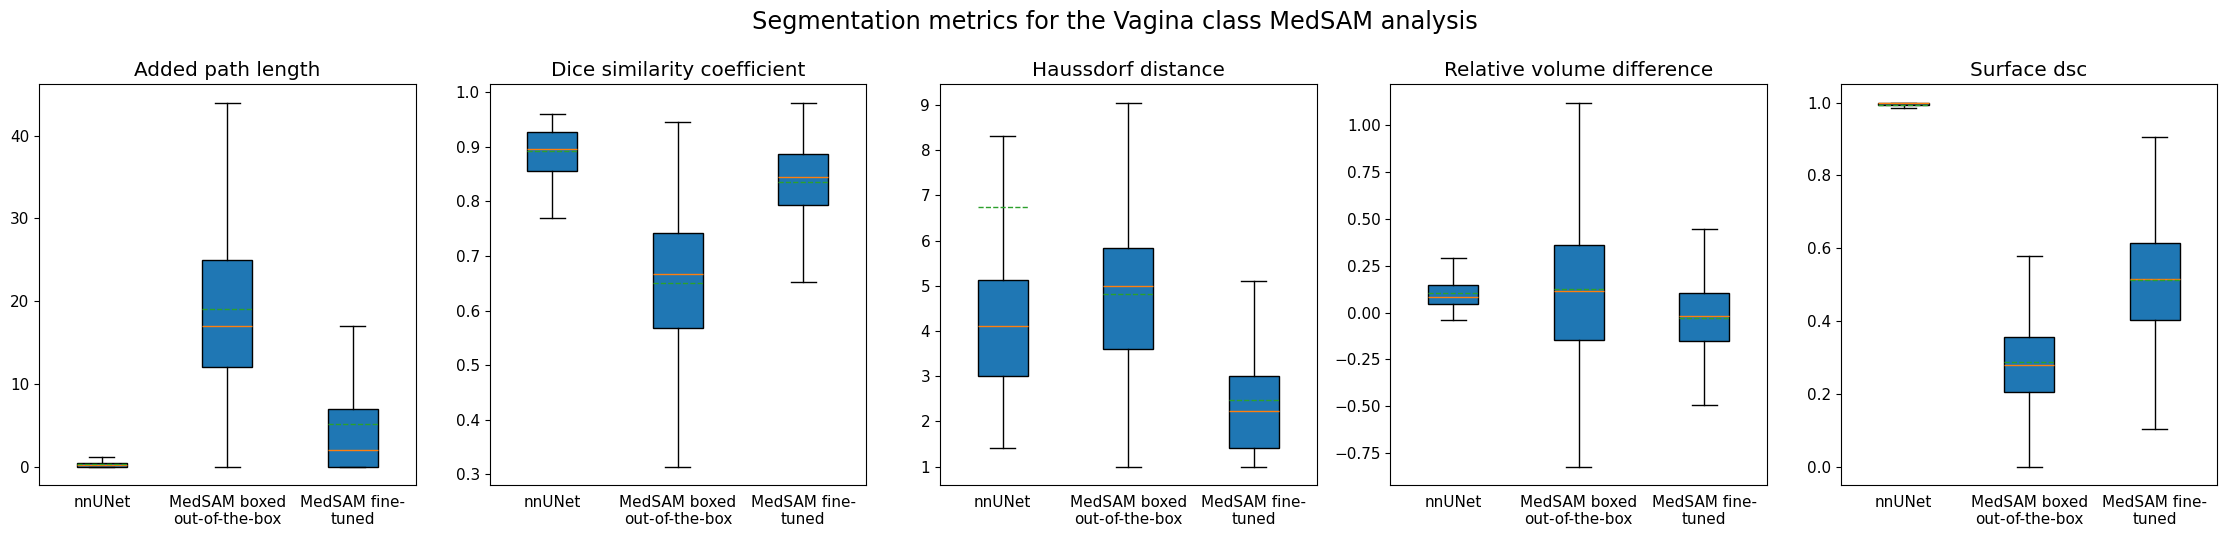 Segmentation metrics for the Vagina class MedSAM analysis
Added path length
40
30
20
10
0
nnUNet
MedSAM boxed
out-of-the-box
MedSAM fine-
tuned
Dice similarity coefficient
1.0
0.9
0.8
0.7
0.6
0.5
0.4
0.3
nnUNet
MedSAM boxed
out-of-the-box
MedSAM fine-
tuned
Haussdorf distance
9
8
7
6
5
4
3
2
1
nnUNet
MedSAM boxed
out-of-the-box
MedSAM fine-
tuned
Relative volume difference
1.00
0.75
0.50
0.25
0.00
−0.25
−0.50
−0.75
nnUNet
MedSAM boxed
out-of-the-box
MedSAM fine-
tuned
Surface dsc
1.0
0.8
0.6
0.4
0.2
0.0
nnUNet
MedSAM boxed
out-of-the-box
MedSAM fine-
tuned